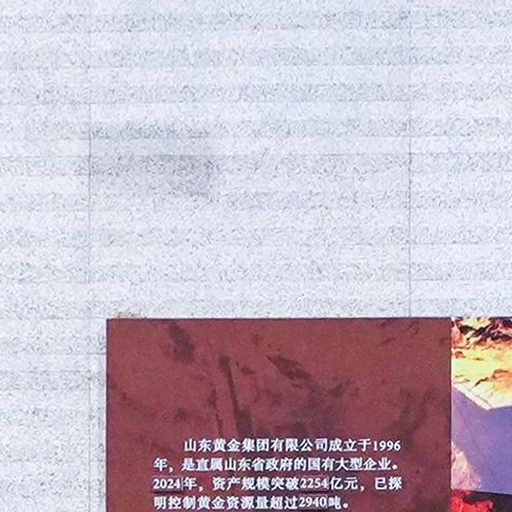 山东黄金集团有限公司成立于1996
年，是直属山东省政府的国有大型企业。
2024年，资产规模突破2254亿元，已探
明控制黄金资源量超过2940吨。